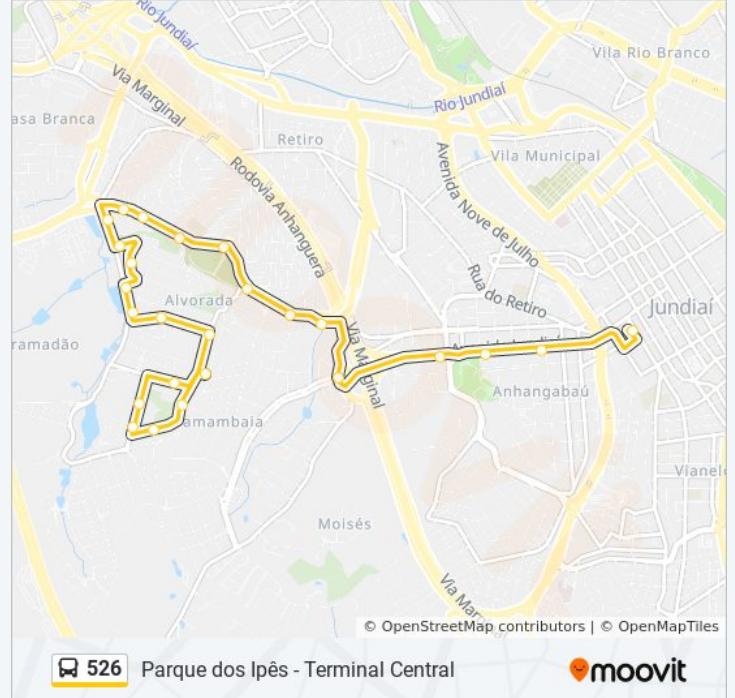 Rio Jundiaí
Vila Rio Branco
Via Marginal
Rio Jundiaí
asa Branca
Retiro
Vila Municipal
Rodovia Anhanguera
Avenida Nove de Julho
Rua do Retiro
Alvorada
Jundiaí
ramadão
Via Marginal
Anhangabaú
amambaia
Vianel
Moisés
Via Marginal
© OpenStreetMap contributors | © OpenMapTiles
526 Parque dos Ipês - Terminal Central
moovit